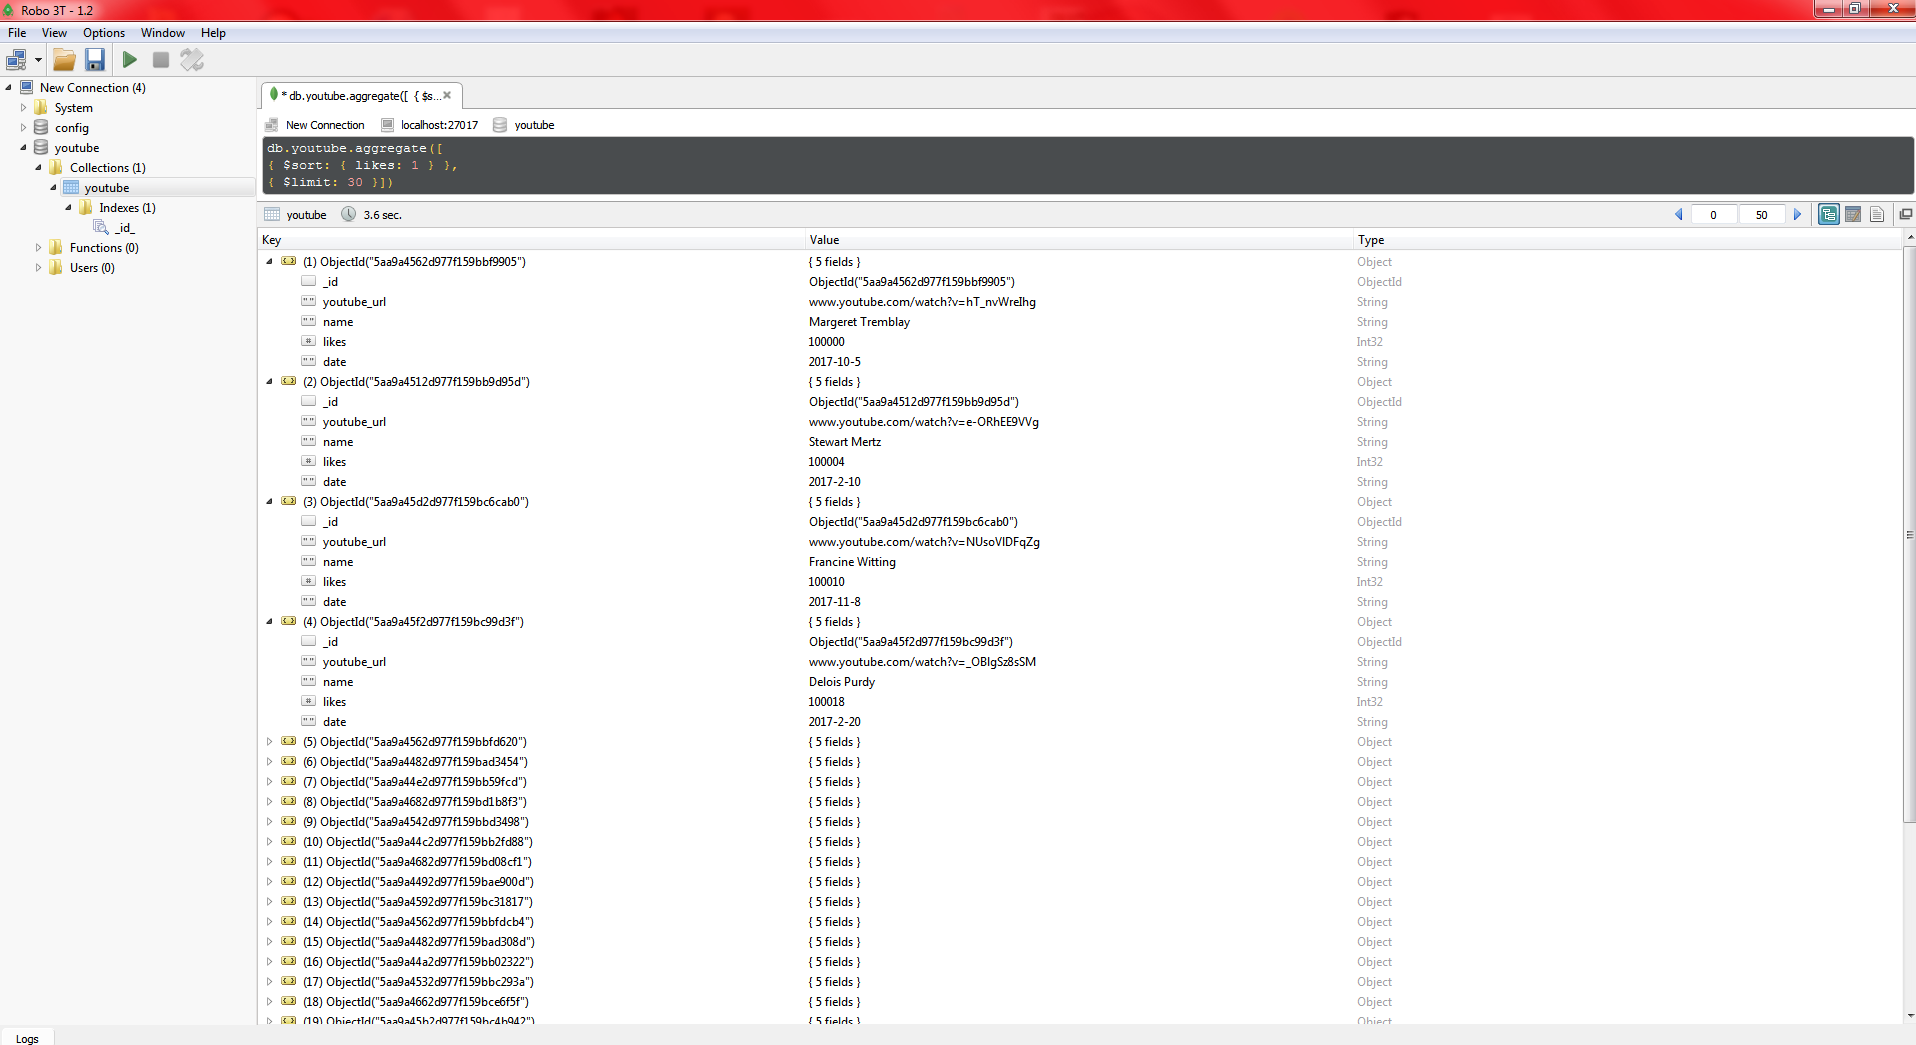 Robo 3T - 1.2
File View Options Window Help
New Connection (4)
System
config
youtube
Collections (1)
youtube
Indexes (1)
_id_
Functions (0)
Users (0)
* db.youtube.aggregate([ { $s...
New Connection localhost:27017 youtube
db.youtube.aggregate([
{ $sort: { likes: 1 } },
{ $limit: 30 }])
youtube 3.6 sec. 0 50
Key Value Type
(1) ObjectId("5aa9a4562d977f159bbf9905") { 5 fields } Object
_id ObjectId("5aa9a4562d977f159bbf9905") ObjectId
youtube_url www.youtube.com/watch?v=hT_nvWreIhg String
name Margeret Tremblay String
likes 100000 Int32
date 2017-10-5 String
(2) ObjectId("5aa9a4512d977f159bb9d95d") { 5 fields } Object
_id ObjectId("5aa9a4512d977f159bb9d95d") ObjectId
youtube_url www.youtube.com/watch?v=e-ORhEE9VVg String
name Stewart Mertz String
likes 100004 Int32
date 2017-2-10 String
(3) ObjectId("5aa9a45d2d977f159bc6cab0") { 5 fields } Object
_id ObjectId("5aa9a45d2d977f159bc6cab0") ObjectId
youtube_url www.youtube.com/watch?v=NUsoVlDFqZg String
name Francine Witting String
likes 100010 Int32
date 2017-11-8 String
(4) ObjectId("5aa9a45f2d977f159bc99d3f") { 5 fields } Object
_id ObjectId("5aa9a45f2d977f159bc99d3f") ObjectId
youtube_url www.youtube.com/watch?v=_OBlgSz8sSM String
name Delois Purdy String
likes 100018 Int32
date 2017-2-20 String
(5) ObjectId("5aa9a4562d977f159bbfd620") { 5 fields } Object
(6) ObjectId("5aa9a4482d977f159bad3454") { 5 fields } Object
(7) ObjectId("5aa9a44e2d977f159bb59fcd") { 5 fields } Object
(8) ObjectId("5aa9a4682d977f159bd1b8f3") { 5 fields } Object
(9) ObjectId("5aa9a4542d977f159bbd3498") { 5 fields } Object
(10) ObjectId("5aa9a44c2d977f159bb2fd88") { 5 fields } Object
(11) ObjectId("5aa9a4682d977f159bd08cf1") { 5 fields } Object
(12) ObjectId("5aa9a4492d977f159bae900d") { 5 fields } Object
(13) ObjectId("5aa9a4592d977f159bc31817") { 5 fields } Object
(14) ObjectId("5aa9a4562d977f159bbfdcb4") { 5 fields } Object
(15) ObjectId("5aa9a4482d977f159bad308d") { 5 fields } Object
(16) ObjectId("5aa9a44a2d977f159bb02322") { 5 fields } Object
(17) ObjectId("5aa9a4532d977f159bbc293a") { 5 fields } Object
(18) ObjectId("5aa9a4662d977f159bce6f5f") { 5 fields } Object
(19) ObjectId("5aa9a45b2d977f159bc4b942") { 5 fields } Object
Logs